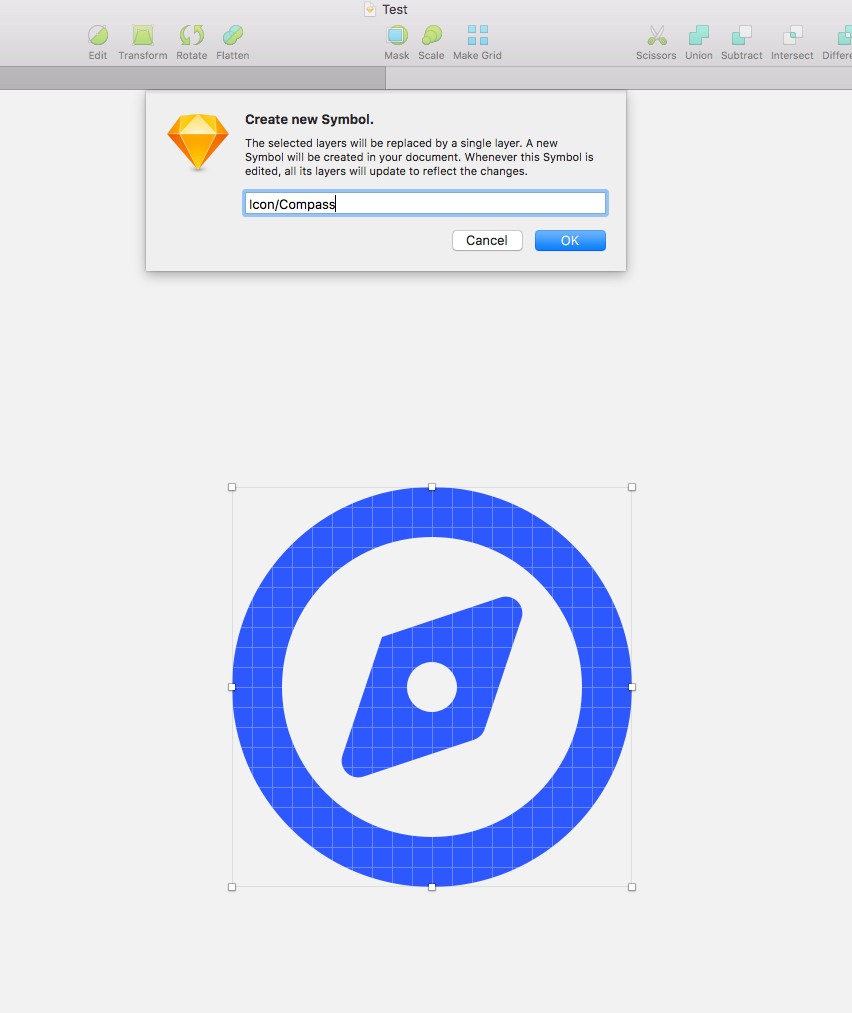 Test
Edit Transform Rotate Flatten Mask Scale Make Grid Scissors Union Subtract Intersect
Create new Symbol.
The selected layers will be replaced by a single layer. A new
Symbol will be created in your document. Whenever this Symbol is
edited, all its layers will update to reflect the changes.
Icon/Compass
Cancel OK